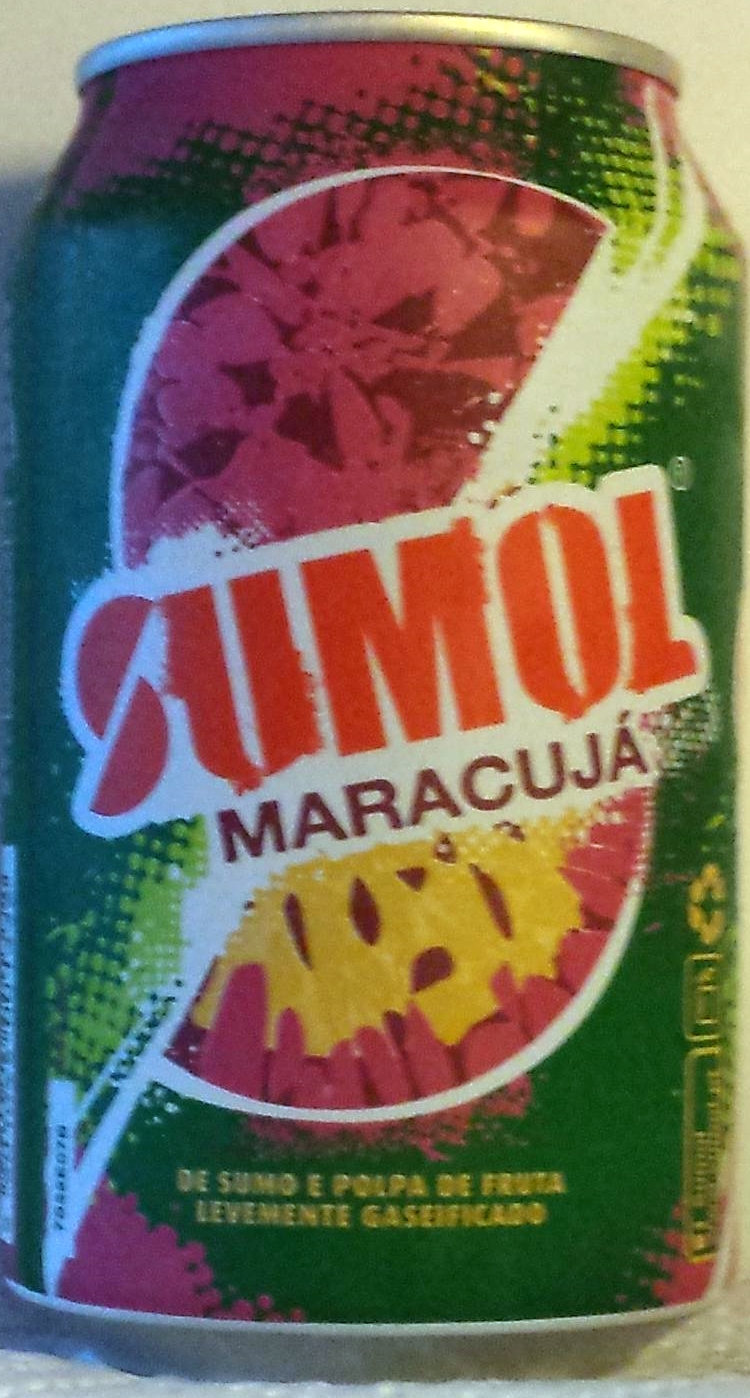 SUMOL
MARACUJÁ
DE SUMO E POLPA DE FRUTA
LEVEMENTE GASEIFICADO